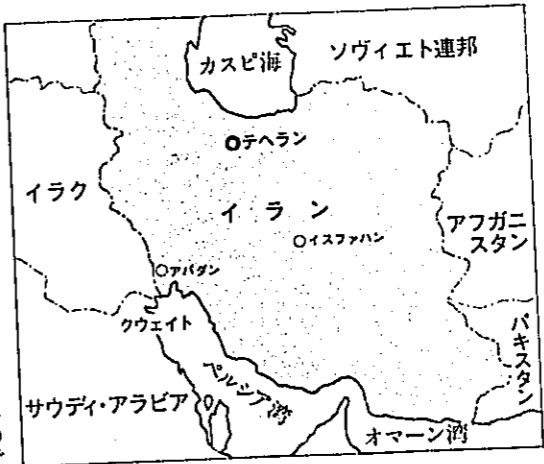 カスピ海
ソヴィエト連邦
テヘラン
イラク
イラン
イスファハン
アフガニ
スタン
アバダン
クウェイト
パキスタン
ペルシア湾
サウディ・アラビア
オマーン湾